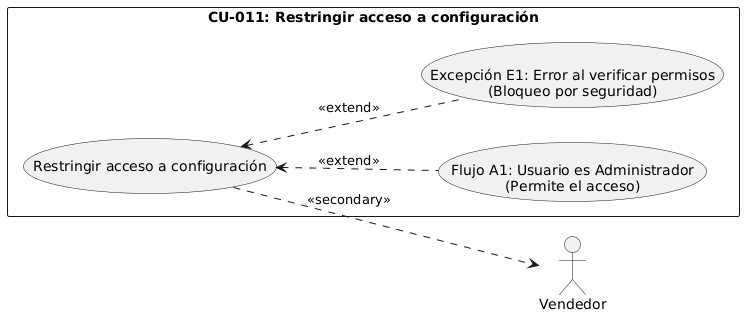 CU-011: Restringir acceso a configuración
Excepción E1: Error al verificar permisos
(Bloqueo por seguridad)
«extend»
Restringir acceso a configuración
«extend»
Flujo A1: Usuario es Administrador
(Permite el acceso)
«secondary»
Vendedor